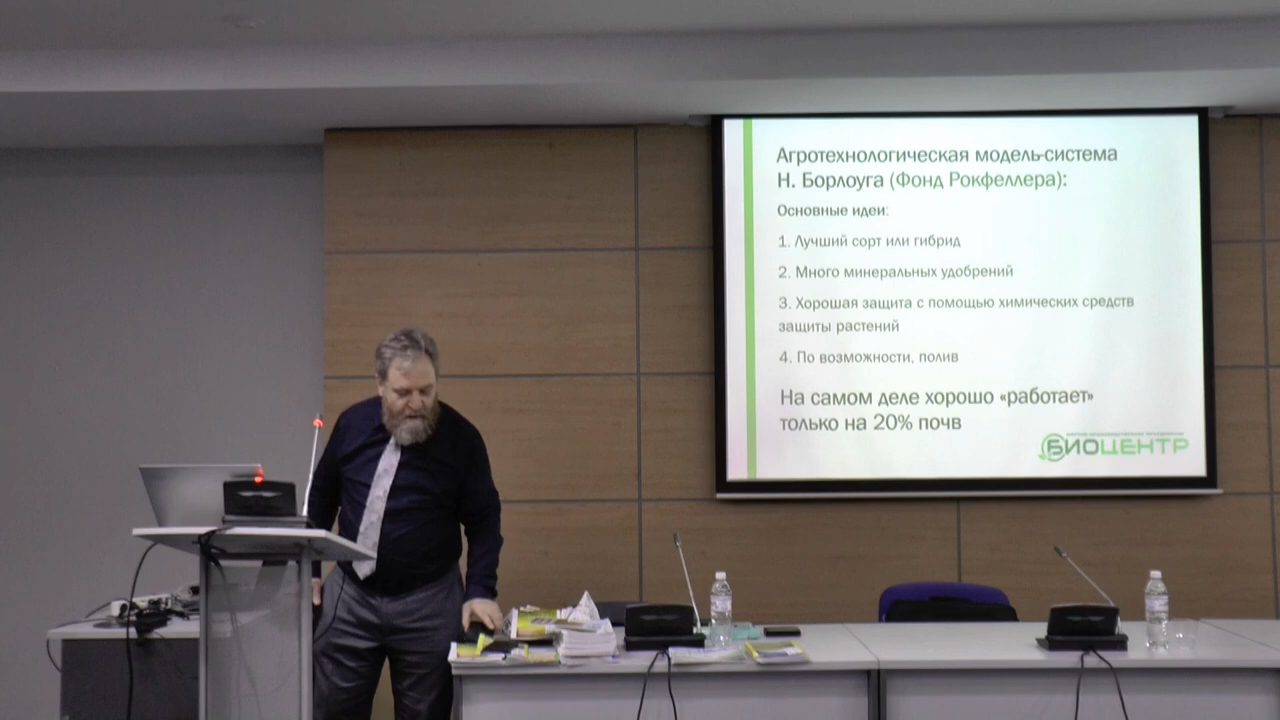 Агротехнологическая модель-система
Н. Борлоуга (Фонд Рокфеллера):
Основные идеи:
1. Лучший сорт или гибрид
2. Много минеральных удобрений
3. Хорошая защита с помощью химических средств
защиты растений
4. По возможности, полив
На самом деле хорошо «работает»
только на 20% почв
БИОЦЕНТР